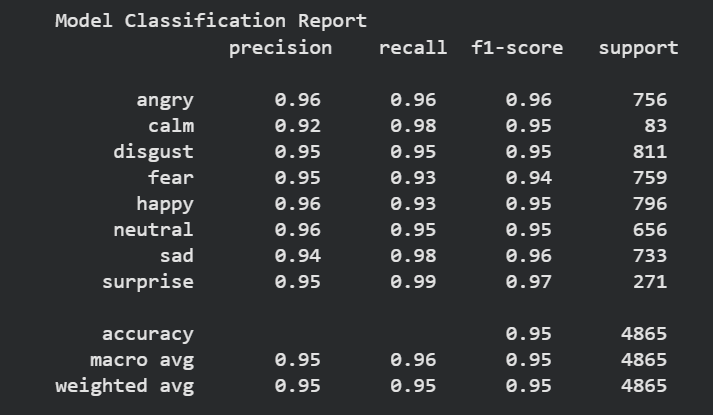 Model Classification Report
precision recall f1-score support
angry 0.96 0.96 0.96 756
calm 0.92 0.98 0.95 83
disgust 0.95 0.95 0.95 811
fear 0.95 0.93 0.94 759
happy 0.96 0.93 0.95 796
neutral 0.96 0.95 0.95 656
sad 0.94 0.98 0.96 733
surprise 0.95 0.99 0.97 271
accuracy 0.95 4865
macro avg 0.95 0.96 0.95 4865
weighted avg 0.95 0.95 0.95 4865